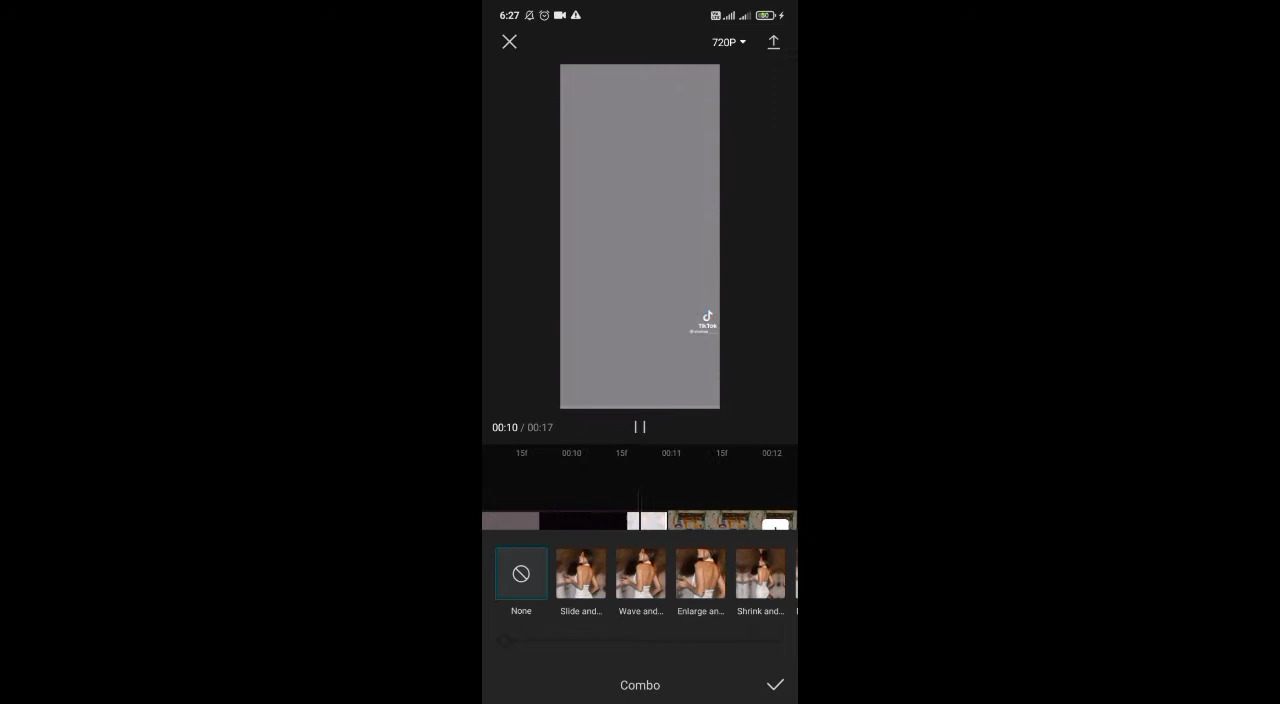 6:27
60
720P
TikTok
00:10 / 00:17
15f 00:10 15f 00:11 15f 00:12
None Slide and... Wave and... Enlarge an... Shrink and...
Combo